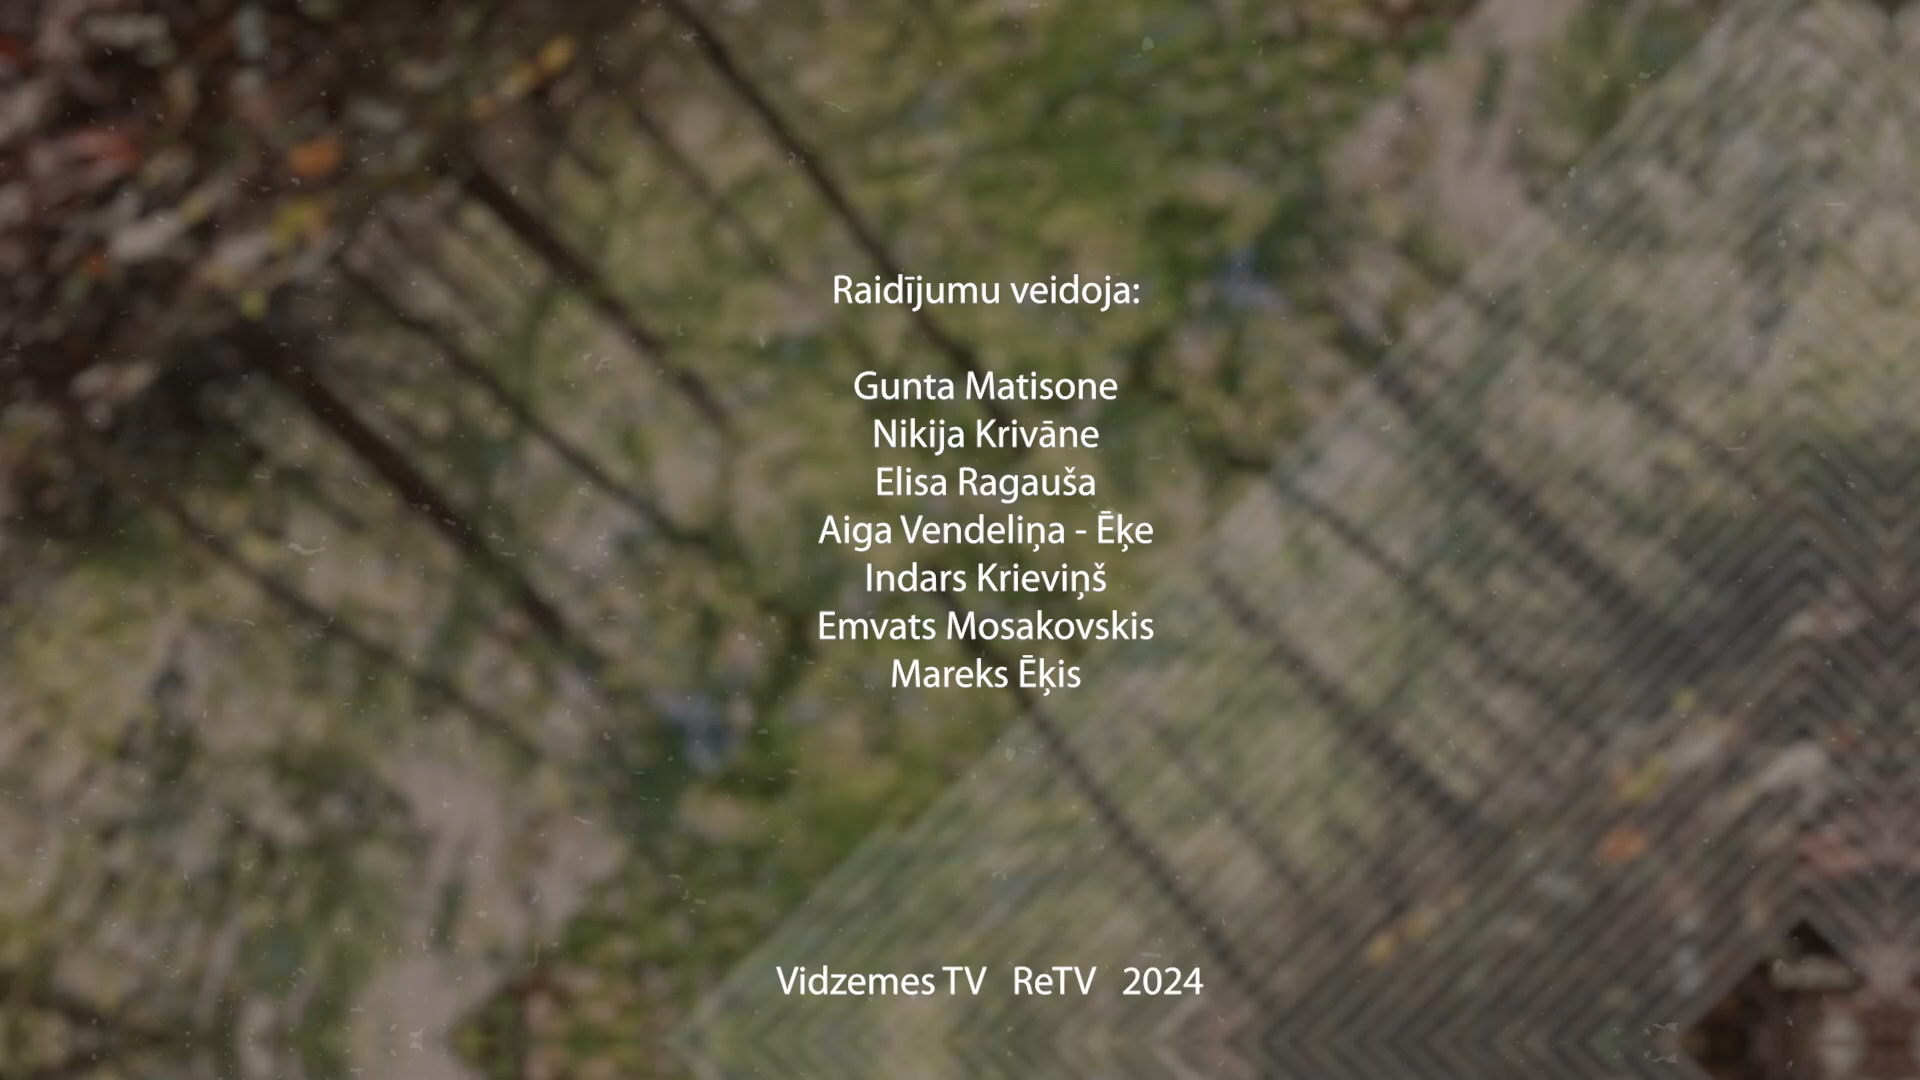 Raidījumu veidoja:
Gunta Matisone
Nikija Krivāne
Elisa Ragauša
Aiga Vendeliņa - Ēķe
Indars Krieviņš
Emvats Mosakovskis
Mareks Ēķis
Vidzemes TV ReTV 2024